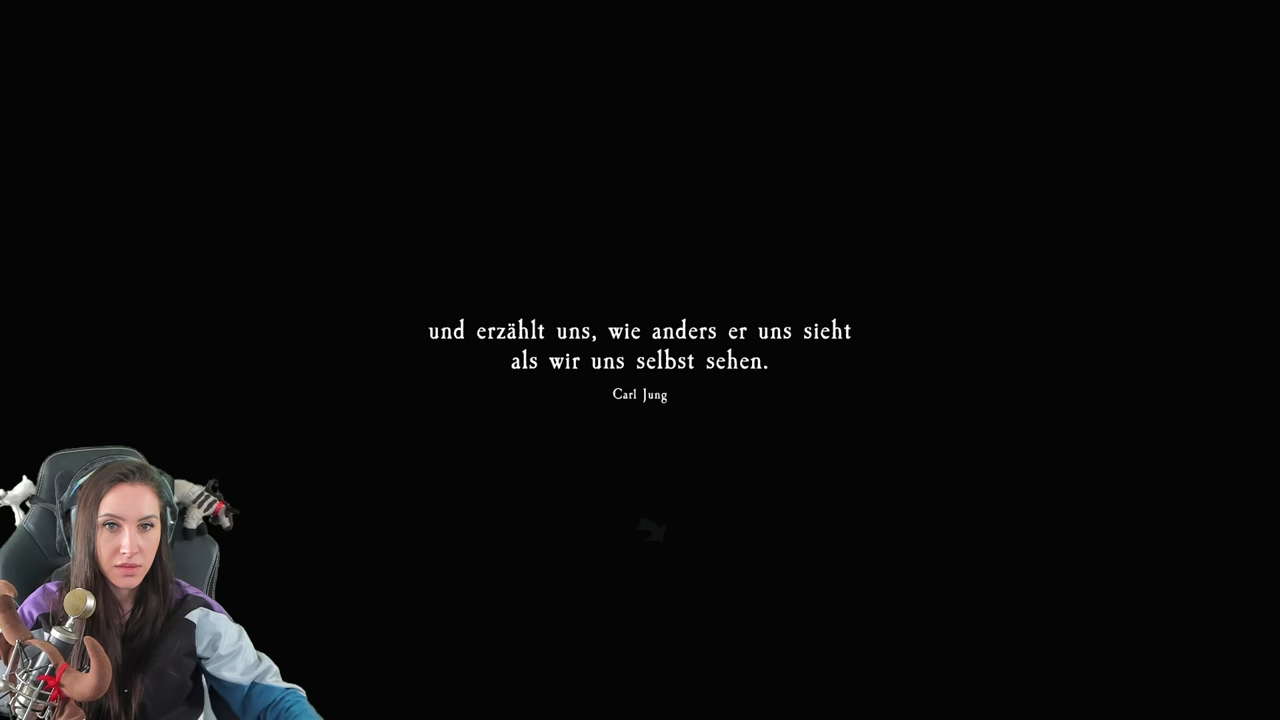 und erzählt uns, wie anders er uns sieht
als wir uns selbst sehen.
Carl Jung